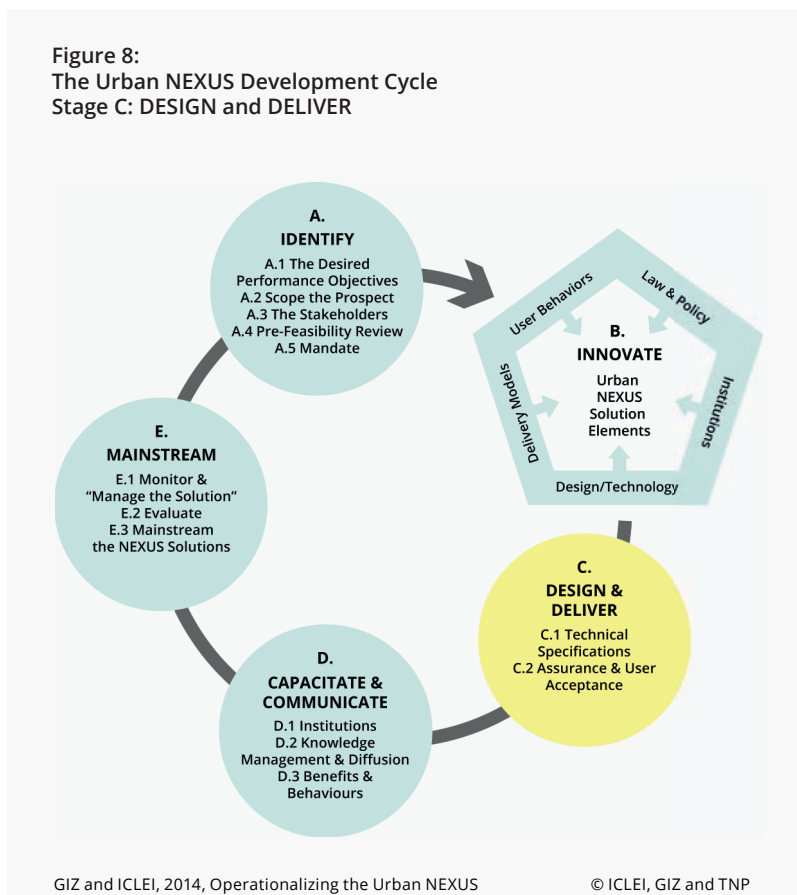 Figure 8:
The Urban NEXUS Development Cycle
Stage C: DESIGN and DELIVER
A.
IDENTIFY
A.1 The Desired
Performance Objectives
A.2 Scope the Prospect
A.3 The Stakeholders
A.4 Pre-Feasibility Review
A.5 Mandate
User Behaviors
Law & Policy
Delivery Models
Institutions
Design/Technology
B.
INNOVATE
Urban
NEXUS
Solution
Elements
C.
DESIGN &
DELIVER
C.1 Technical
Specifications
C.2 Assurance & User
Acceptance
D.
CAPACITATE &
COMMUNICATE
D.1 Institutions
D.2 Knowledge
Management & Diffusion
D.3 Benefits &
Behaviours
E.
MAINSTREAM
E.1 Monitor &
“Manage the Solution”
E.2 Evaluate
E.3 Mainstream
the NEXUS Solutions
GIZ and ICLEI, 2014, Operationalizing the Urban NEXUS
© ICLEI, GIZ and TNP